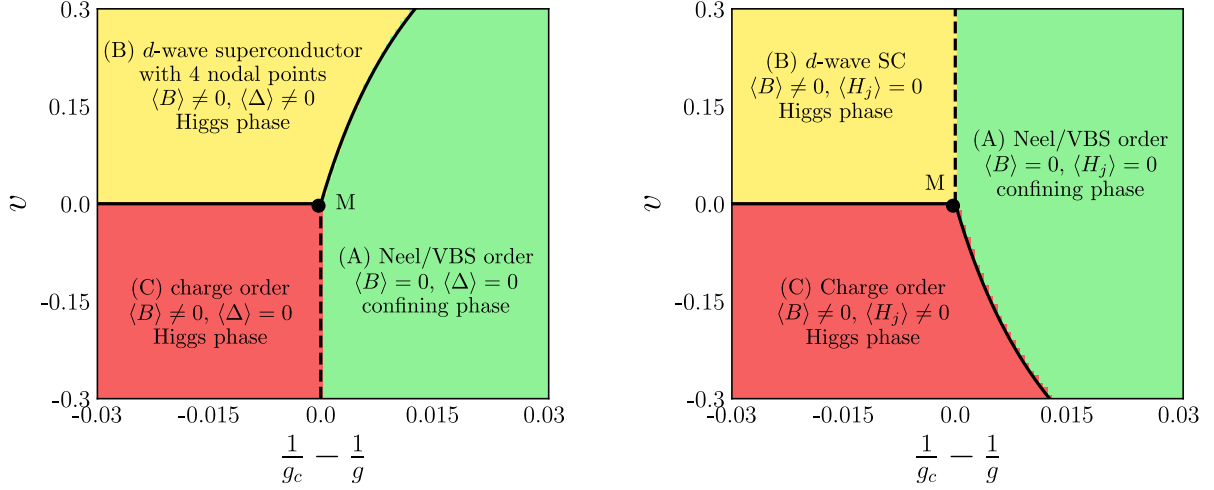 0.3
0.15
0.0
-0.15
-0.3
v
(B) d-wave superconductor
with 4 nodal points
⟨B⟩ ≠ 0, ⟨Δ⟩ ≠ 0
Higgs phase
M
(A) Neel/VBS order
⟨B⟩ = 0, ⟨Δ⟩ = 0
confining phase
(C) charge order
⟨B⟩ ≠ 0, ⟨Δ⟩ = 0
Higgs phase
-0.03 -0.015 0.0 0.015 0.03
1/g_c − 1/g
0.3
0.15
0.0
-0.15
-0.3
v
(B) d-wave SC
⟨B⟩ ≠ 0, ⟨H_j⟩ = 0
Higgs phase
(A) Neel/VBS order
⟨B⟩ = 0, ⟨H_j⟩ = 0
confining phase
M
(C) Charge order
⟨B⟩ ≠ 0, ⟨H_j⟩ ≠ 0
Higgs phase
-0.03 -0.015 0.0 0.015 0.03
1/g_c − 1/g